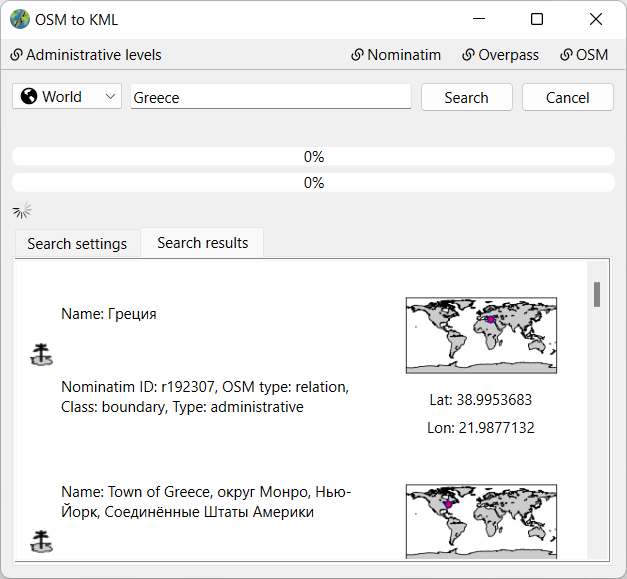 OSM to KML
Administrative levels Nominatim Overpass OSM
World Greece Search Cancel
0%
0%
Search settings Search results
Name: Греция
Nominatim ID: r192307, OSM type: relation,
Class: boundary, Type: administrative
Lat: 38.9953683
Lon: 21.9877132
Name: Town of Greece, округ Монро, Нью-
Йорк, Соединённые Штаты Америки